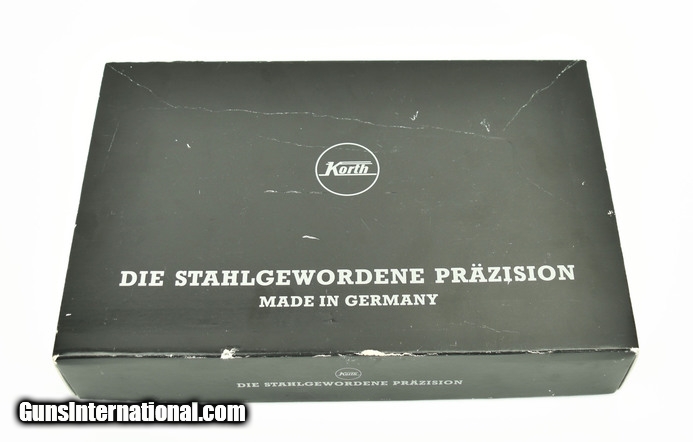 Korth
DIE STAHLGEWORDENE PRÄZISION
MADE IN GERMANY
Korth
DIE STAHLGEWORDENE PRÄZISION
GunsInternational.com